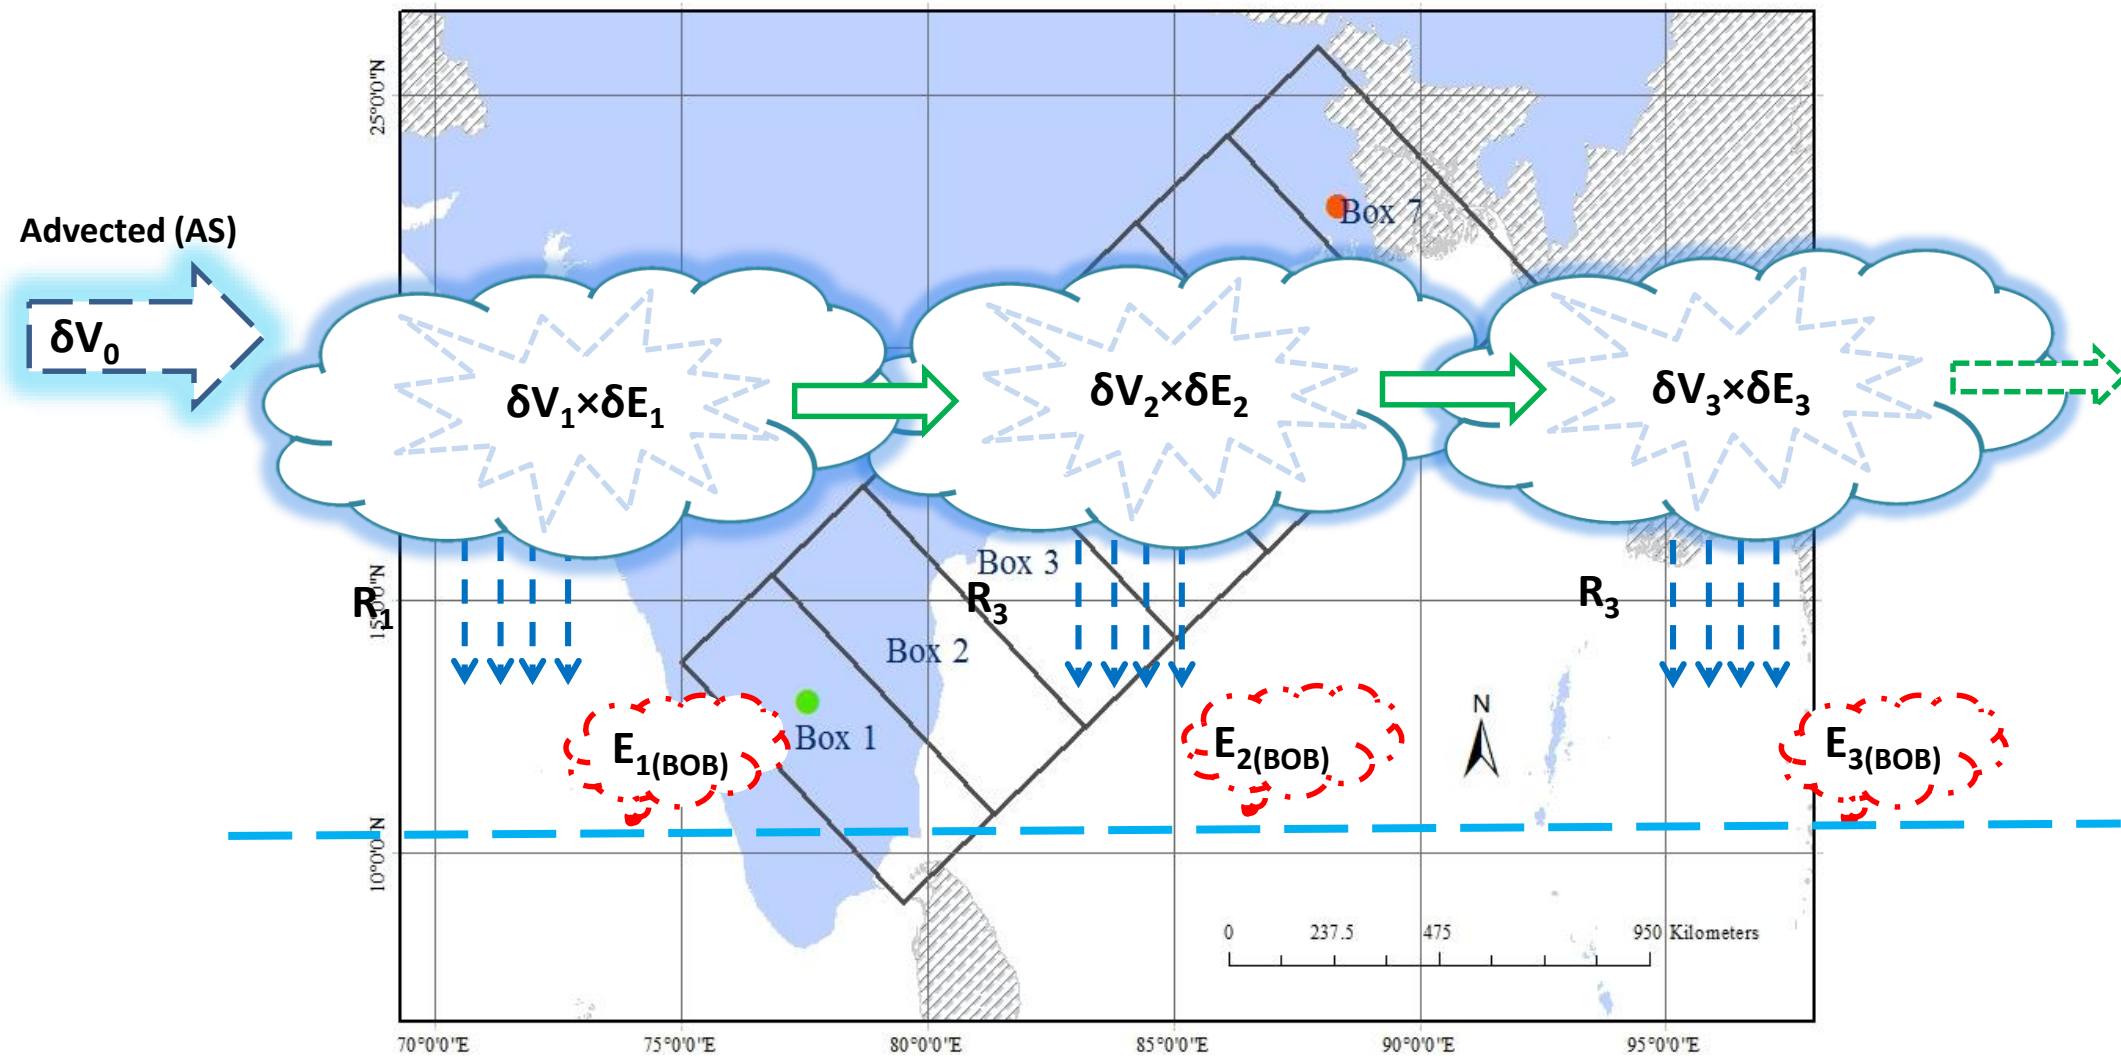 25°0'0"N
Box 7
Advected (AS)
δV0
δV1×δE1
δV2×δE2
δV3×δE3
Box 3
R1
R3
R3
15°0'0"N
Box 2
N
Box 1
E1(BOB)
E2(BOB)
E3(BOB)
10°0'0"N
0 237.5 475 950 Kilometers
70°0'0"E 75°0'0"E 80°0'0"E 85°0'0"E 90°0'0"E 95°0'0"E